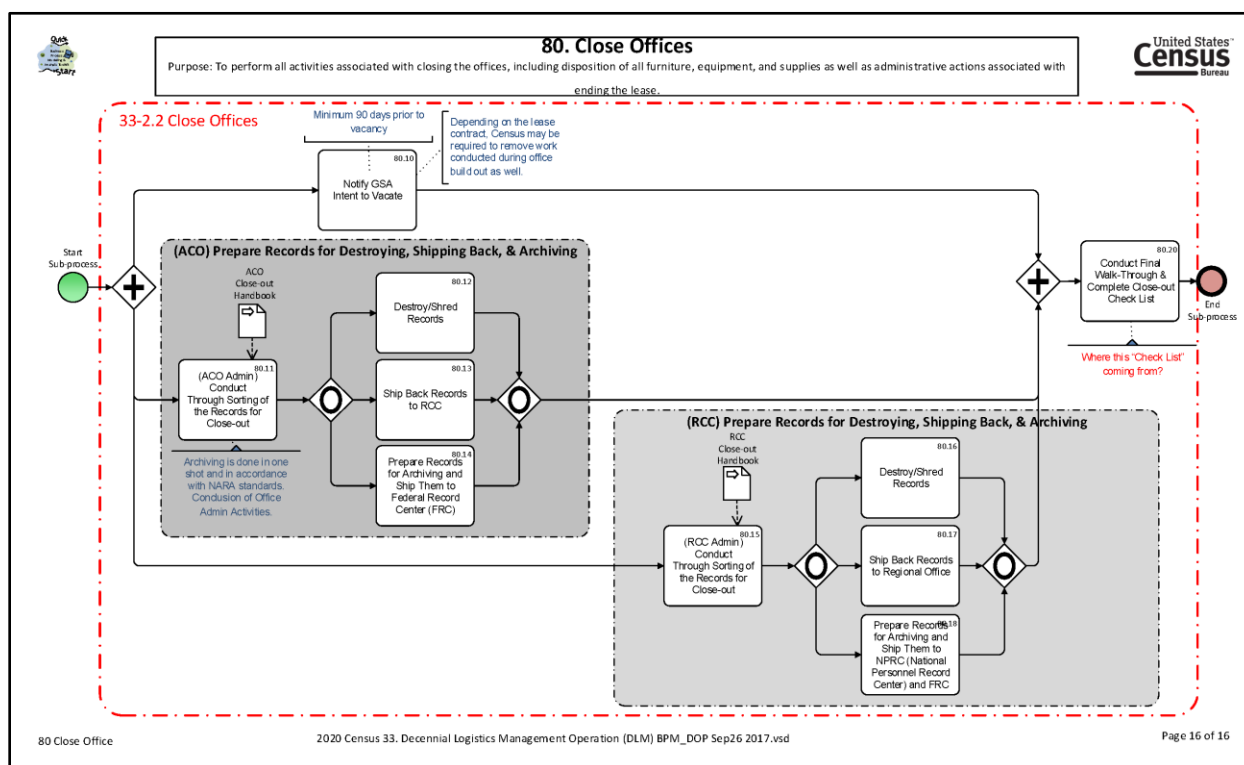 Quick
Start
80. Close Offices
Purpose: To perform all activities associated with closing the offices, including disposition of all furniture, equipment, and supplies as well as administrative actions associated with
ending the lease.
United States™
Census
Bureau
33-2.2 Close Offices
Minimum 90 days prior to
vacancy
Depending on the lease
contract, Census may be
required to remove work
conducted during office
build out as well.
80.10
Notify GSA
Intent to Vacate
Start
Sub-process
(ACO) Prepare Records for Destroying, Shipping Back, & Archiving
ACO
Close-out
Handbook
80.11
(ACO Admin)
Conduct
Through Sorting of
the Records for
Close-out
Archiving is done in one
shot and in accordance
with NARA standards.
Conclusion of Office
Admin Activities.
80.12
Destroy/Shred
Records
80.13
Ship Back Records
to RCC
80.14
Prepare Records
for Archiving and
Ship Them to
Federal Record
Center (FRC)
(RCC) Prepare Records for Destroying, Shipping Back, & Archiving
RCC
Close-out
Handbook
80.15
(RCC Admin)
Conduct
Through Sorting of
the Records for
Close-out
80.16
Destroy/Shred
Records
80.17
Ship Back Records
to Regional Office
80.18
Prepare Records
for Archiving and
Ship Them to
NPRC (National
Personnel Record
Center) and FRC
80.20
Conduct Final
Walk-Through &
Complete Close-out
Check List
End
Sub-process
Where this "Check List"
coming from?
80 Close Office
2020 Census 33. Decennial Logistics Management Operation (DLM) BPM_DOP Sep26 2017.vsd
Page 16 of 16